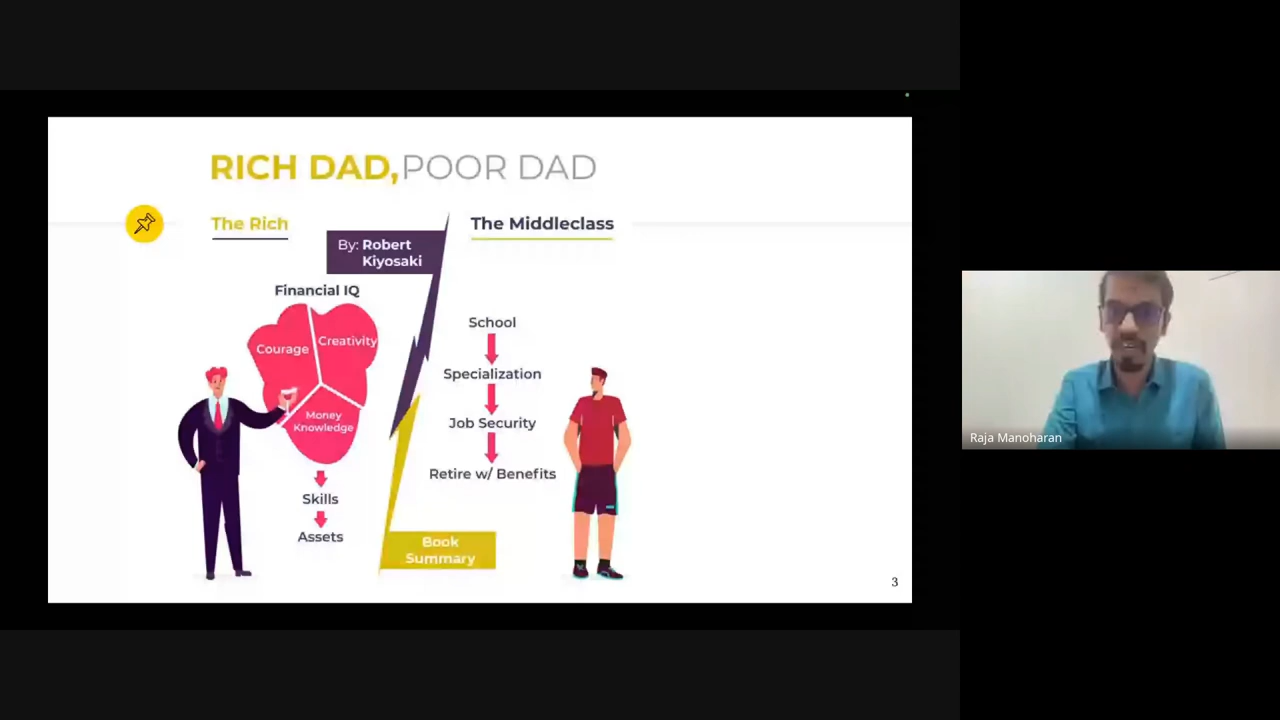 RICH DAD, POOR DAD
The Rich
By: Robert
Kiyosaki
Financial IQ
Courage
Creativity
Money
Knowledge
Skills
Assets
The Middleclass
School
Specialization
Job Security
Retire w/ Benefits
Book
Summary
3
Raja Manoharan